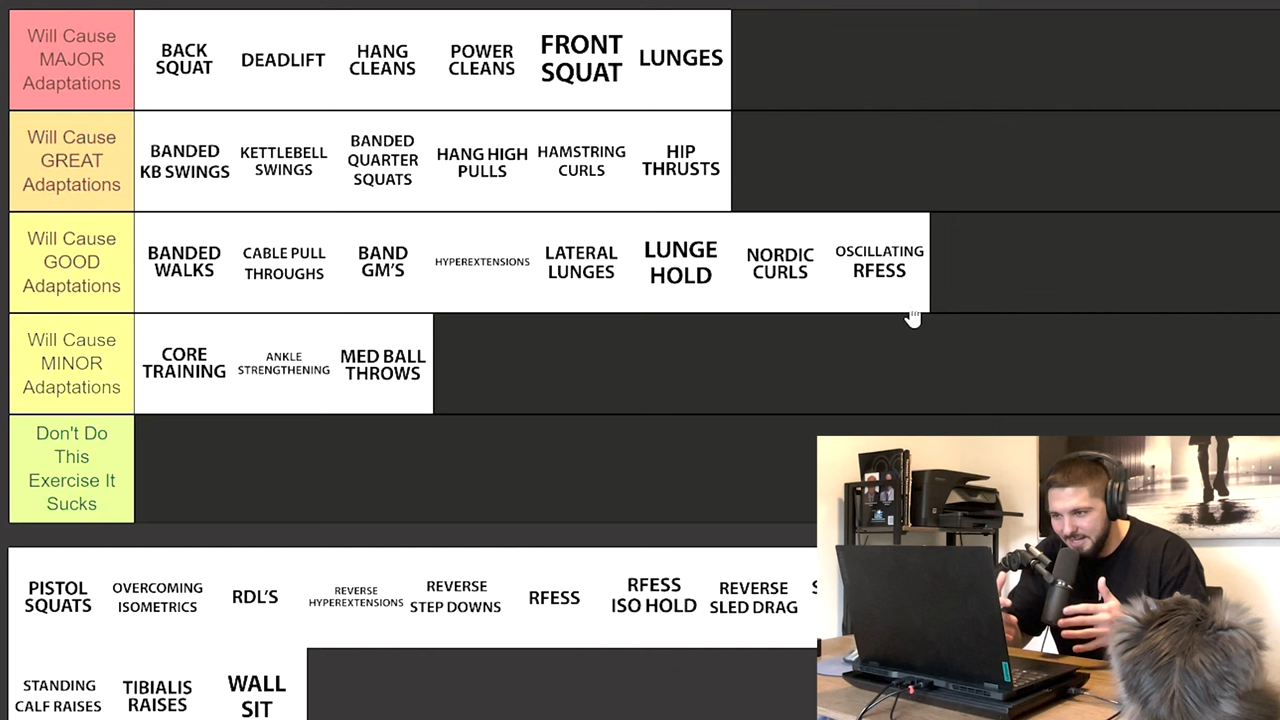 Will Cause
MAJOR
Adaptations
BACK
SQUAT
DEADLIFT
HANG
CLEANS
POWER
CLEANS
FRONT
SQUAT
LUNGES
Will Cause
GREAT
Adaptations
BANDED
KB SWINGS
KETTLEBELL
SWINGS
BANDED
QUARTER
SQUATS
HANG HIGH
PULLS
HAMSTRING
CURLS
HIP
THRUSTS
Will Cause
GOOD
Adaptations
BANDED
WALKS
CABLE PULL
THROUGHS
BAND
GM'S
HYPEREXTENSIONS
LATERAL
LUNGES
LUNGE
HOLD
NORDIC
CURLS
OSCILLATING
RFESS
Will Cause
MINOR
Adaptations
CORE
TRAINING
ANKLE
STRENGTHENING
MED BALL
THROWS
Don't Do
This
Exercise It
Sucks
PISTOL
SQUATS
OVERCOMING
ISOMETRICS
RDL'S
REVERSE
HYPEREXTENSIONS
REVERSE
STEP DOWNS
RFESS
RFESS
ISO HOLD
REVERSE
SLED DRAG
STANDING
CALF RAISES
TIBIALIS
RAISES
WALL
SIT